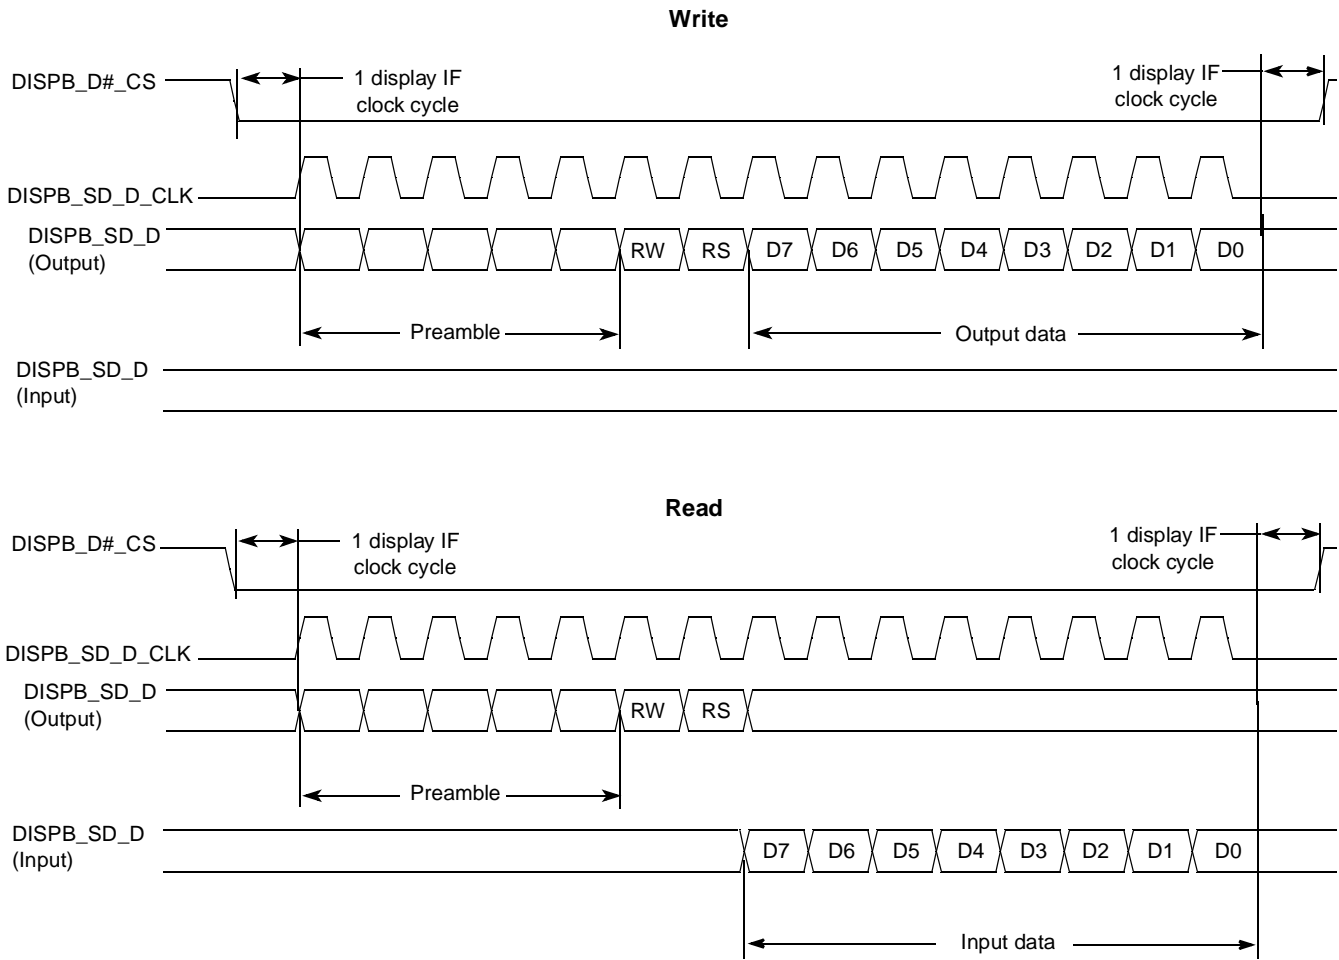 Write
DISPB_D#_CS
1 display IF
clock cycle
1 display IF
clock cycle
DISPB_SD_D_CLK
DISPB_SD_D
(Output)
RW RS D7 D6 D5 D4 D3 D2 D1 D0
Preamble
Output data
DISPB_SD_D
(Input)
Read
DISPB_D#_CS
1 display IF
clock cycle
1 display IF
clock cycle
DISPB_SD_D_CLK
DISPB_SD_D
(Output)
RW RS
Preamble
DISPB_SD_D
(Input)
D7 D6 D5 D4 D3 D2 D1 D0
Input data